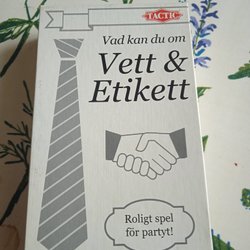 TACTIC
Vad kan du om
Vett &
Etikett
Roligt spel
för partyt!